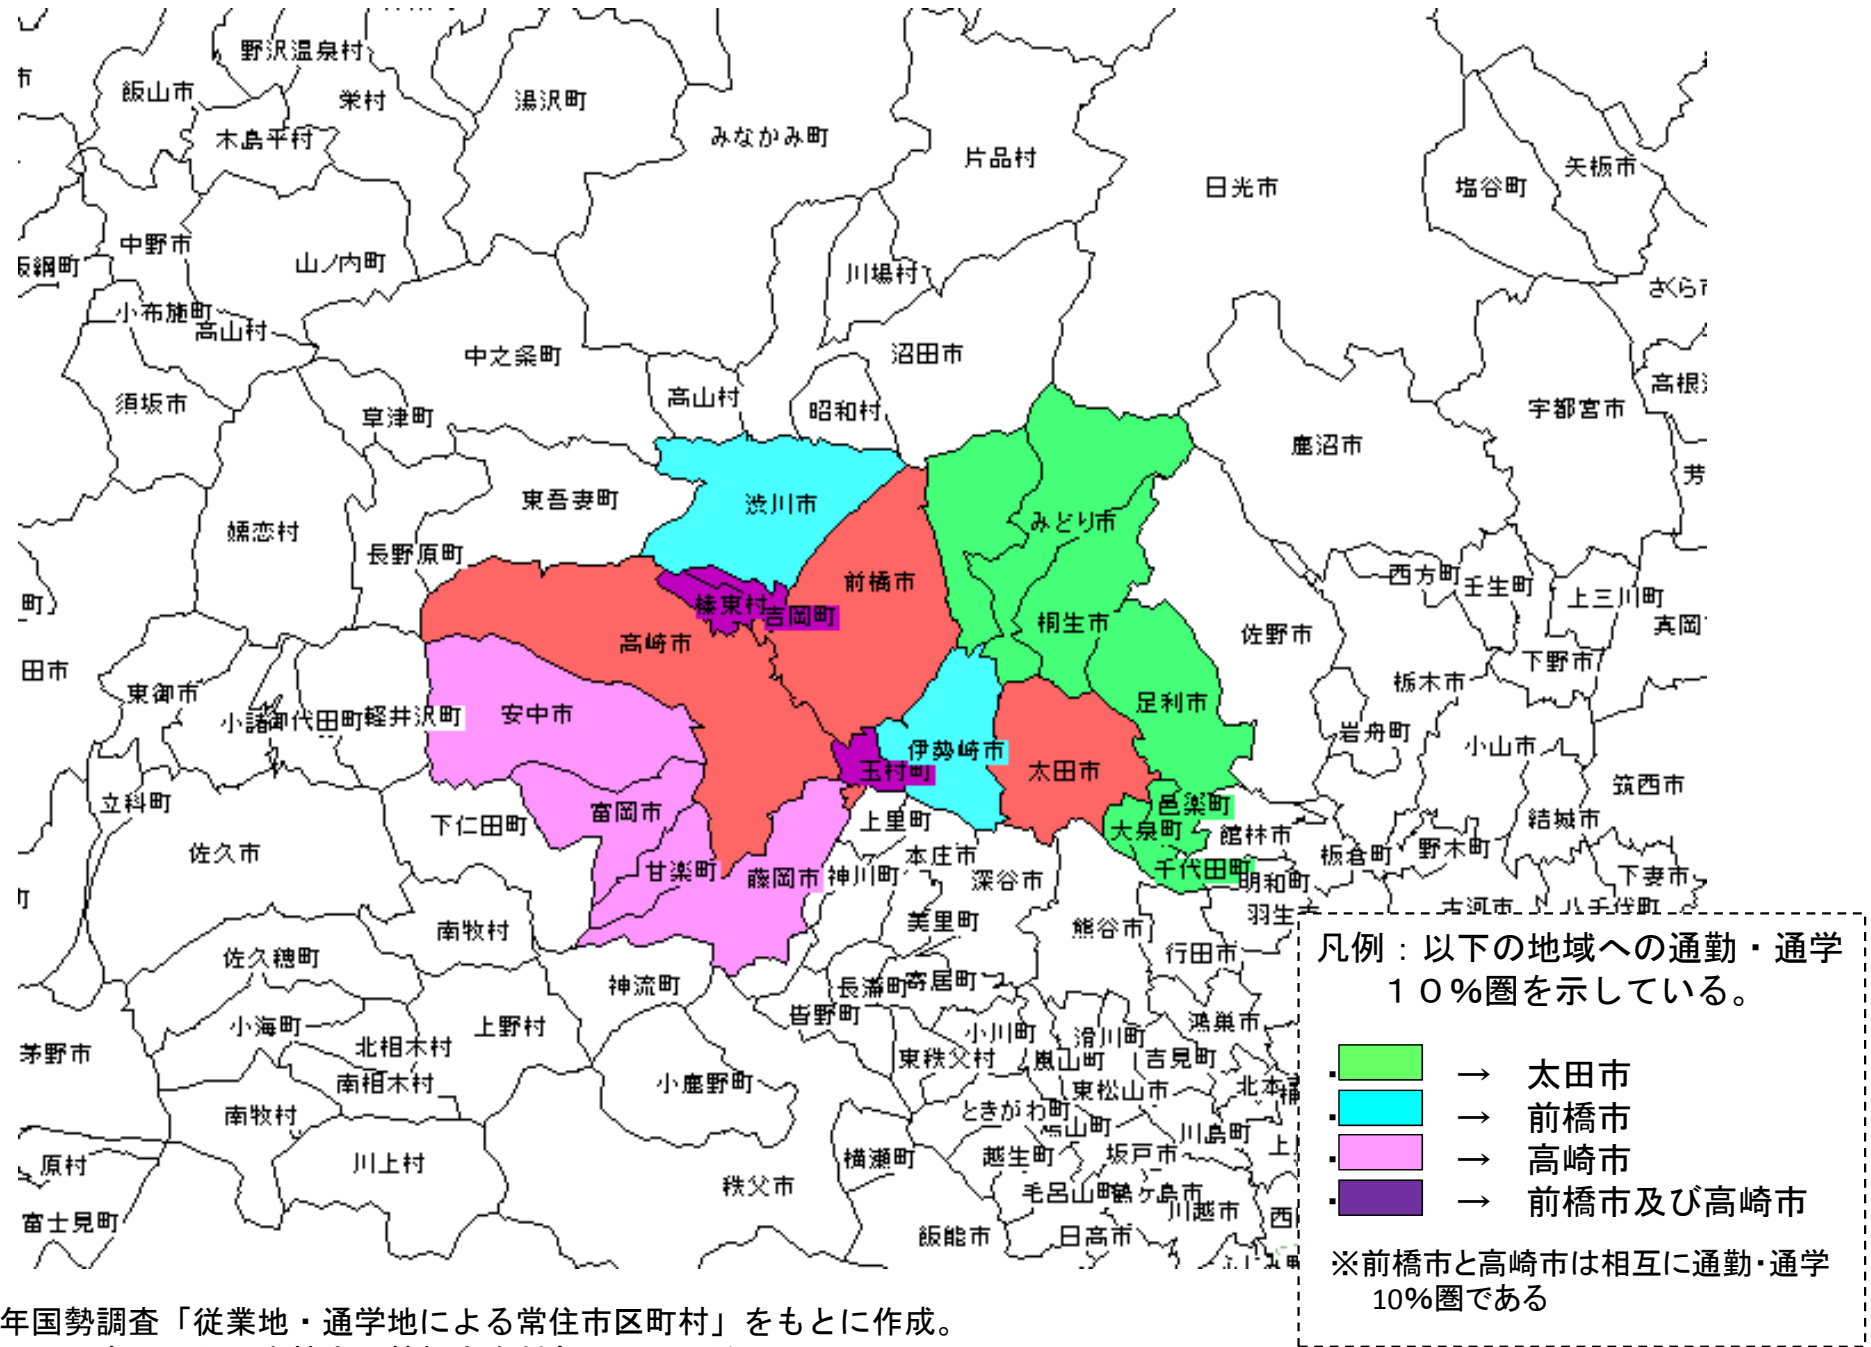 野沢温泉村
飯山市
栄村
湯沢町
木島平村
みなかみ町
片品村
日光市
塩谷町
矢板市
中野市
山ノ内町
川場村
小布施町
高山村
中之条町
沼田市
須坂市
草津町
高山村
昭和村
宇都宮市
鹿沼市
東吾妻町
渋川市
みどり市
嬬恋村
長野原町
前橋市
西方町
壬生町
上三川町
榛東村
吉岡町
桐生市
佐野市
高崎市
下野市
田市
東御市
栃木市
足利市
小諸
御代田町
軽井沢町
安中市
岩舟町
小山市
伊勢崎市
玉村町
太田市
筑西市
立科町
富岡市
邑楽町
下仁田町
上里町
大泉町
館林市
結城市
佐久市
本庄市
板倉町
野木町
甘楽町
藤岡市
神川町
深谷市
千代田町
明和町
下妻市
美里町
羽生市
古河市
八千代町
南牧村
熊谷市
行田市
佐久穂町
神流町
長瀞町
寄居町
皆野町
小海町
上野村
小川町
滑川町
鴻巣市
茅野市
北相木村
東秩父村
嵐山町
吉見町
南相木村
小鹿野町
東松山市
北本
南牧村
ときがわ町
鳩山町
川島町
原村
川上村
横瀬町
越生町
坂戸市
秩父市
毛呂山町
鶴ヶ島市
川越市
富士見町
飯能市
日高市
凡例：以下の地域への通勤・通学
１０％圏を示している。
→ 太田市
→ 前橋市
→ 高崎市
→ 前橋市及び高崎市
※前橋市と高崎市は相互に通勤・通学
10％圏である
年国勢調査「従業地・通学地による常住市区町村」をもとに作成。